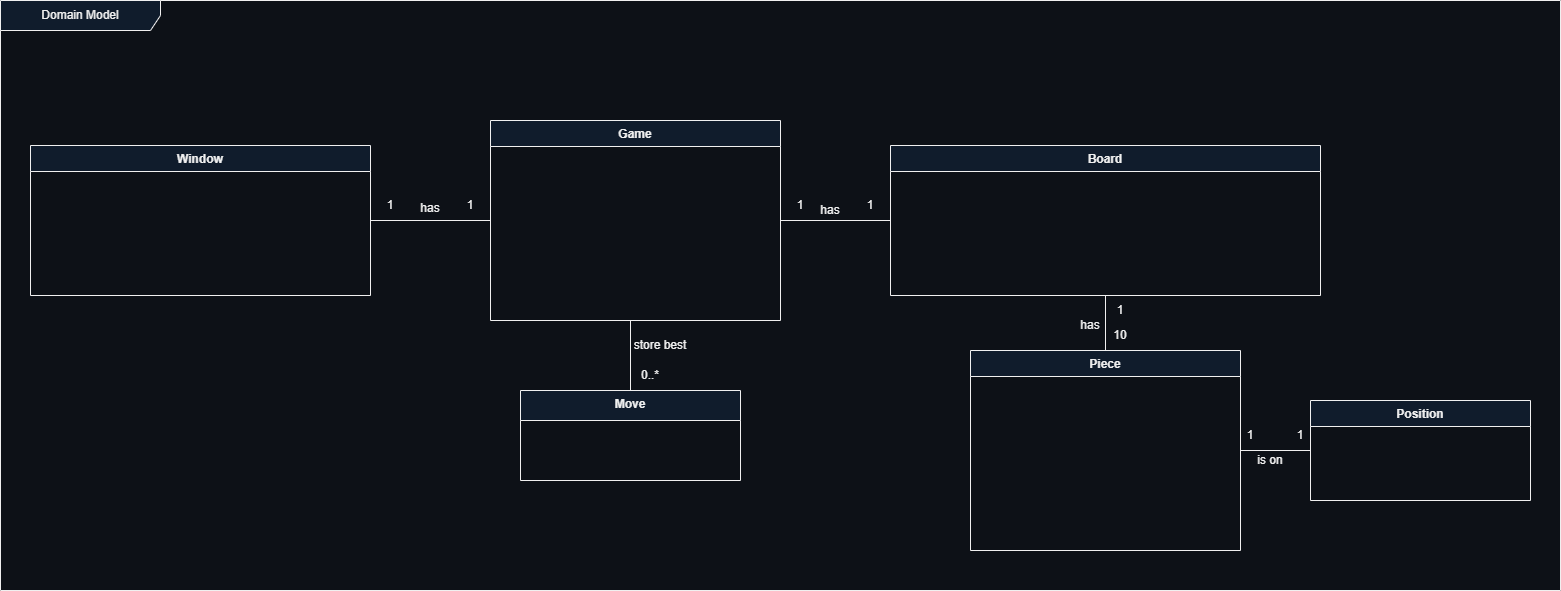 Domain Model
Game
Window
Board
1 has 1
1 has 1
1
has
10
store best
0..*
Piece
Move
Position
1 1
is on